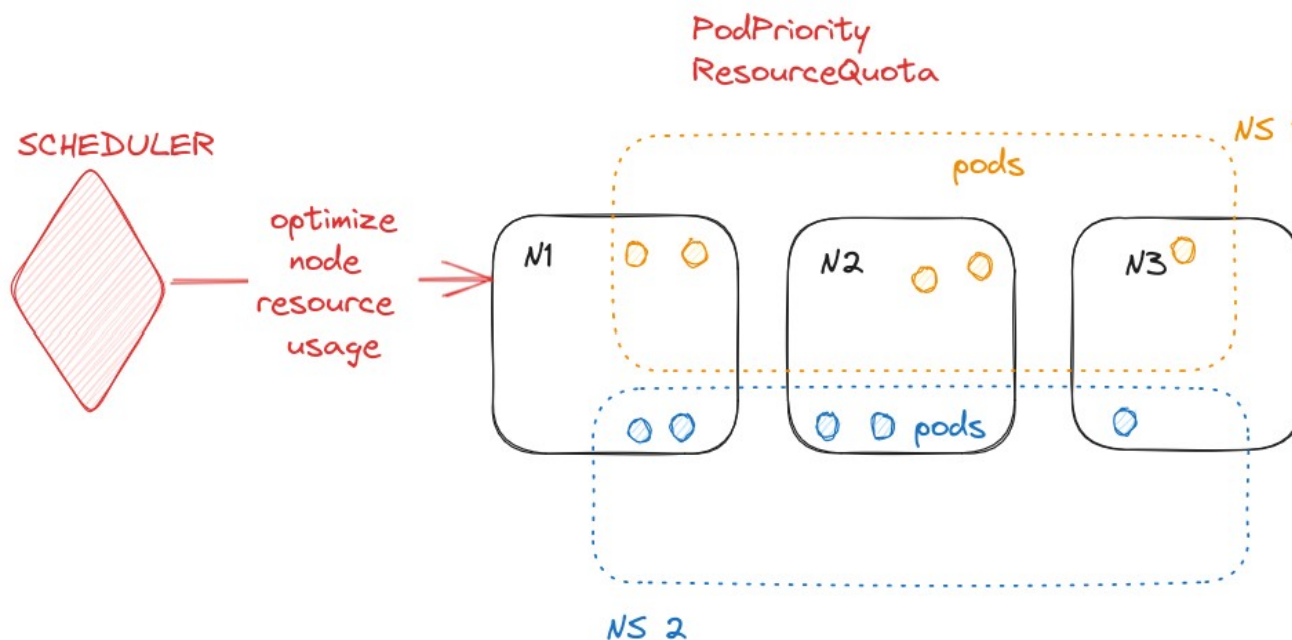 PodPriority
ResourceQuota
SCHEDULER
NS
pods
optimize
node
resource
usage
N1
N2
N3
pods
NS 2